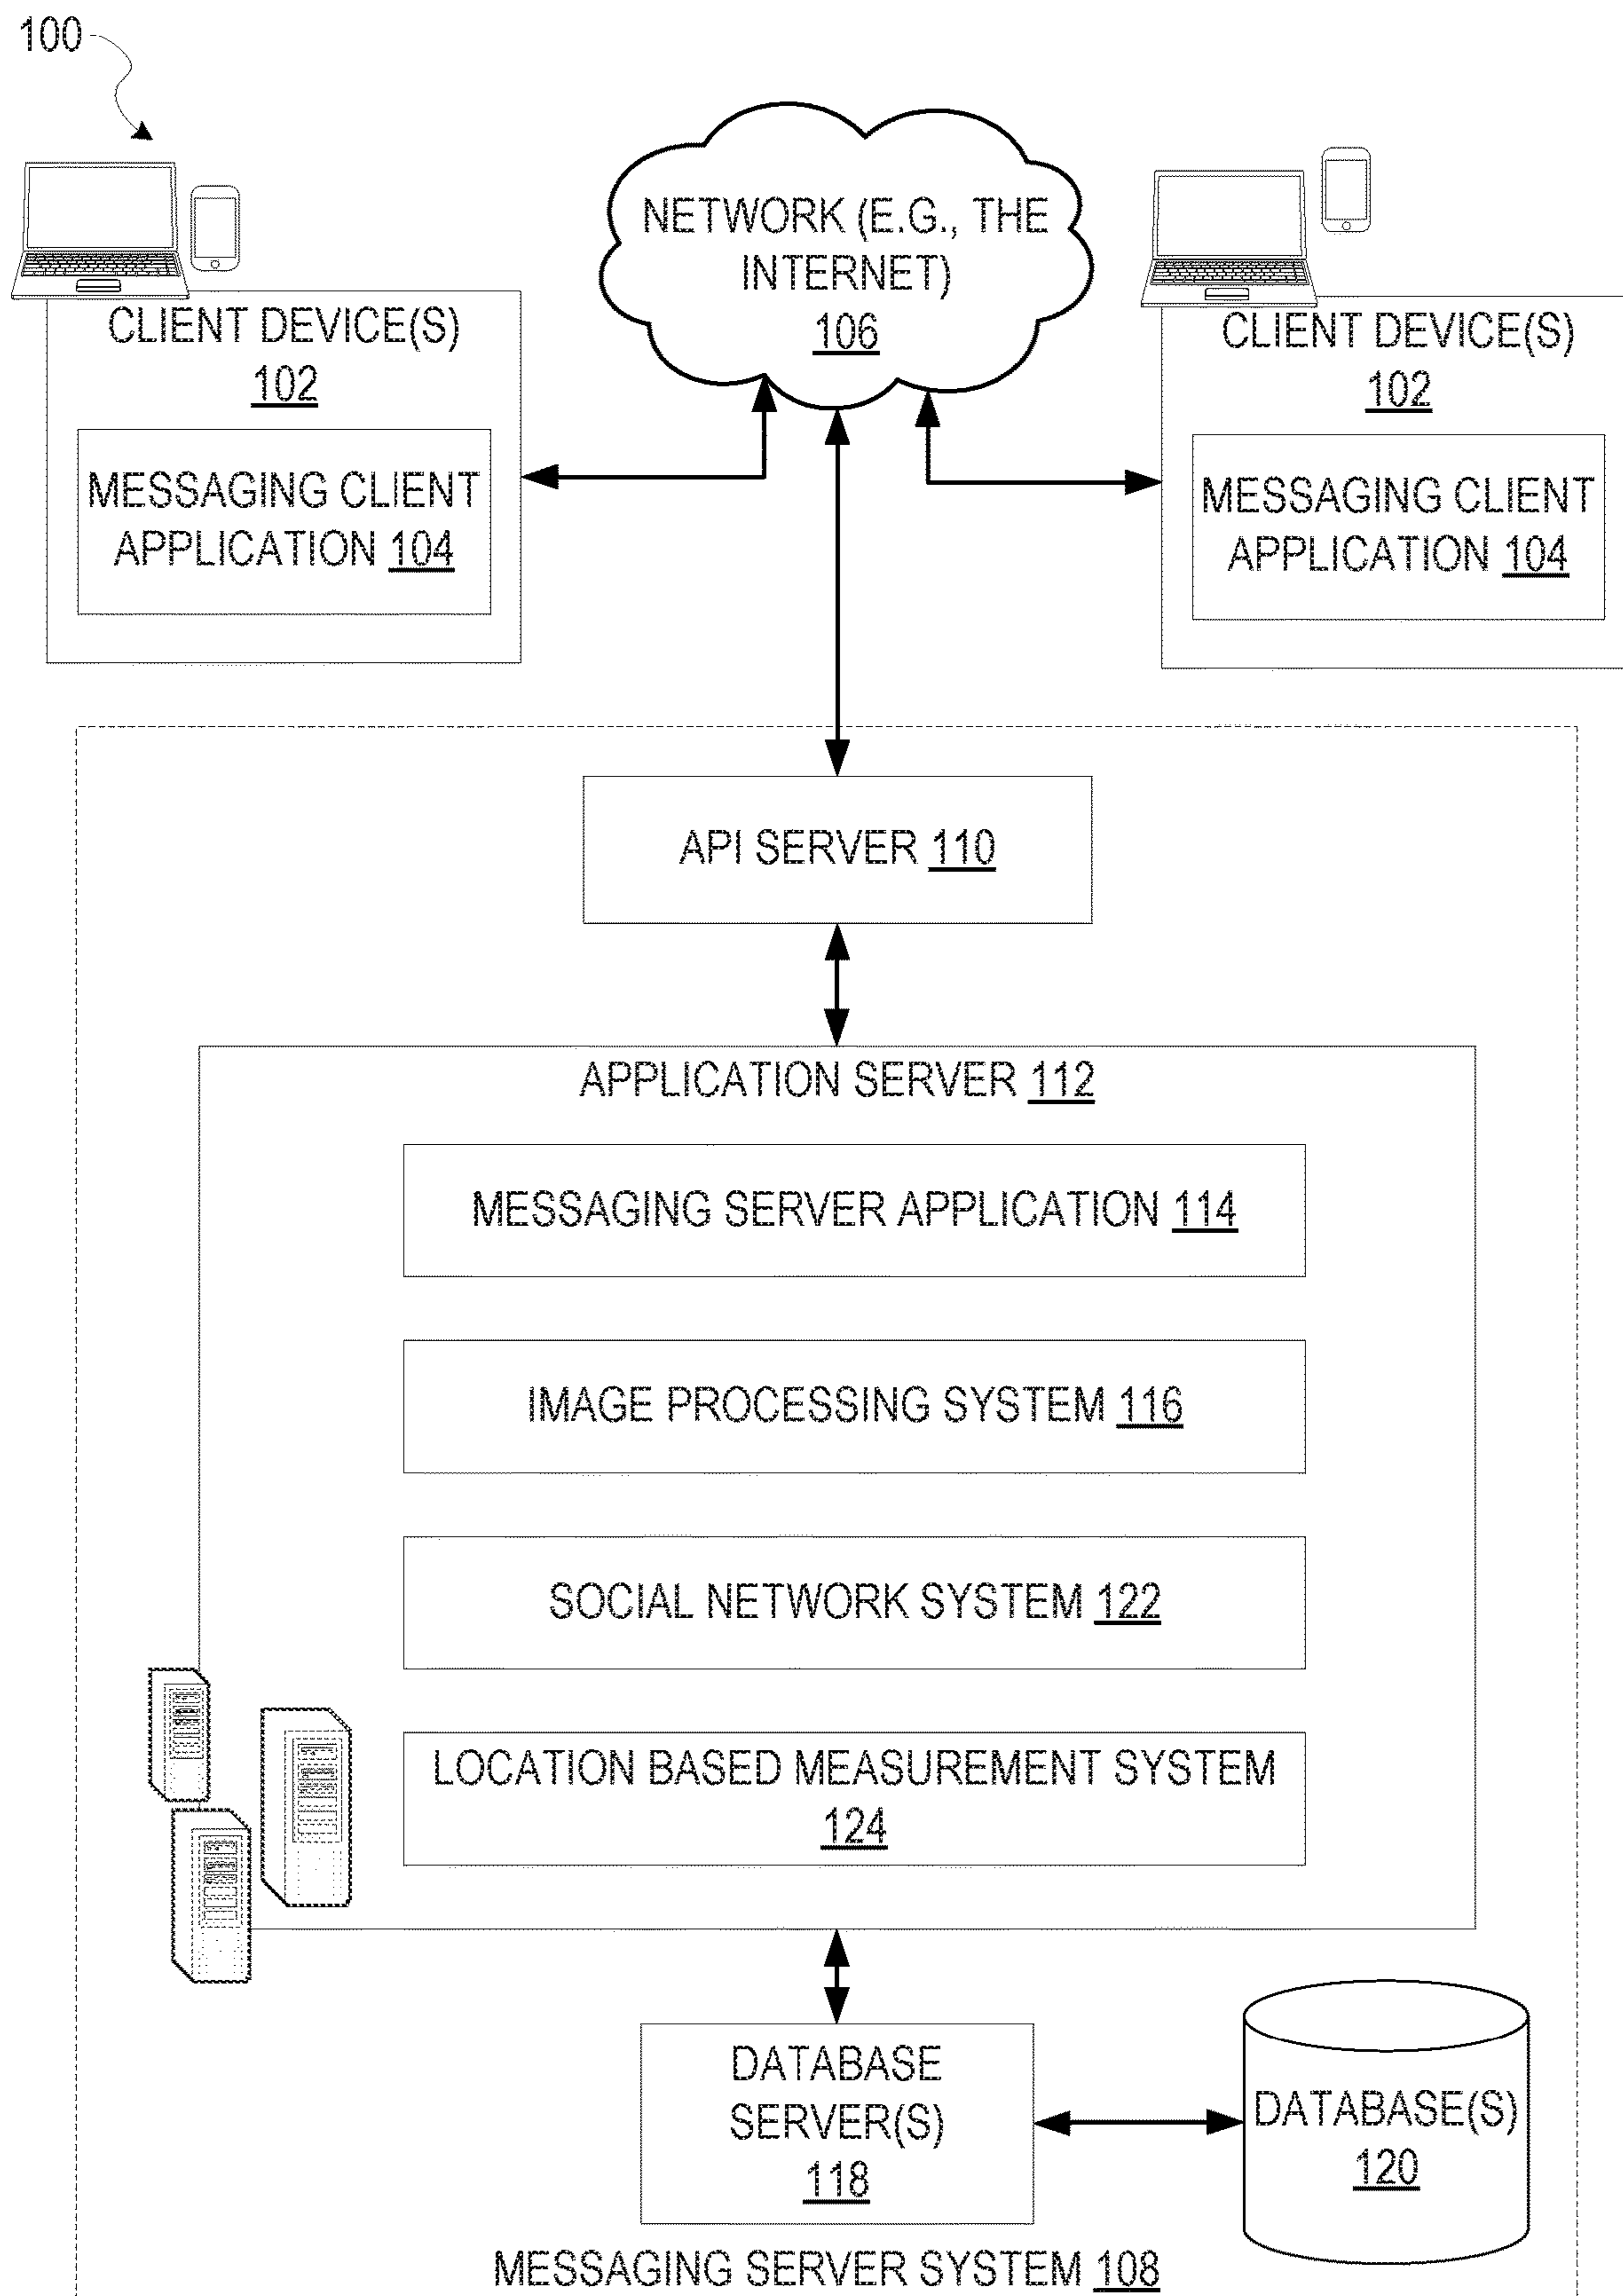 100
NETWORK (E.G., THE
INTERNET)
106
CLIENT DEVICE(S)
102
MESSAGING CLIENT
APPLICATION 104
CLIENT DEVICE(S)
102
MESSAGING CLIENT
APPLICATION 104
API SERVER 110
APPLICATION SERVER 112
MESSAGING SERVER APPLICATION 114
IMAGE PROCESSING SYSTEM 116
SOCIAL NETWORK SYSTEM 122
LOCATION BASED MEASUREMENT SYSTEM
124
DATABASE
SERVER(S)
118
DATABASE(S)
120
MESSAGING SERVER SYSTEM 108